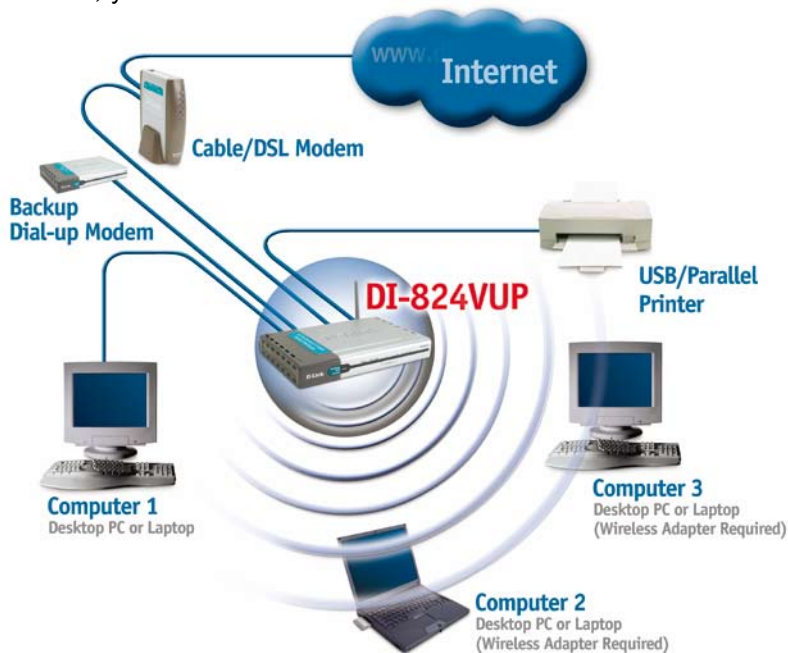 www.
Internet
Cable/DSL Modem
Backup
Dial-up Modem
USB/Parallel
Printer
DI-824VUP
D-Link
Computer 1
Desktop PC or Laptop
Computer 3
Desktop PC or Laptop
(Wireless Adapter Required)
Computer 2
Desktop PC or Laptop
(Wireless Adapter Required)